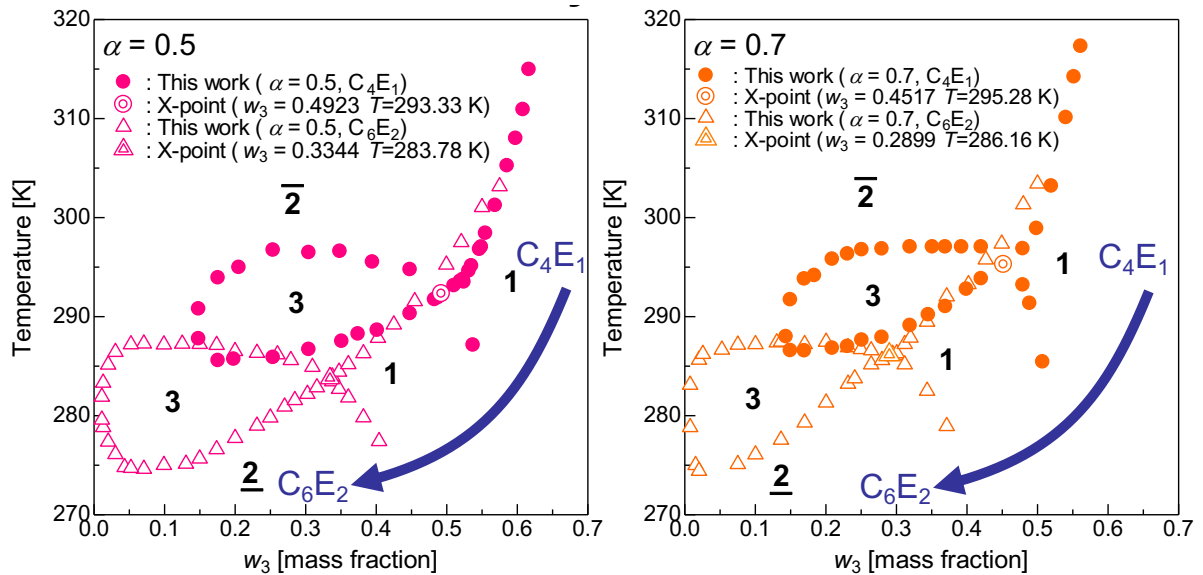 α = 0.5
: This work ( α = 0.5, C4E1)
: X-point ( w3 = 0.4923 T=293.33 K)
: This work ( α = 0.5, C6E2)
: X-point ( w3 = 0.3344 T=283.78 K)
320
310
300
290
280
270
Temperature [K]
2̅
3
1
C4E1
1
3
2̲
C6E2
0.0 0.1 0.2 0.3 0.4 0.5 0.6 0.7
w3 [mass fraction]
α = 0.7
: This work ( α = 0.7, C4E1)
: X-point ( w3 = 0.4517 T=295.28 K)
: This work ( α = 0.7, C6E2)
: X-point ( w3 = 0.2899 T=286.16 K)
320
310
300
290
280
270
Temperature [K]
2̅
3
1
C4E1
1
3
2̲
C6E2
0.0 0.1 0.2 0.3 0.4 0.5 0.6 0.7
w3 [mass fraction]